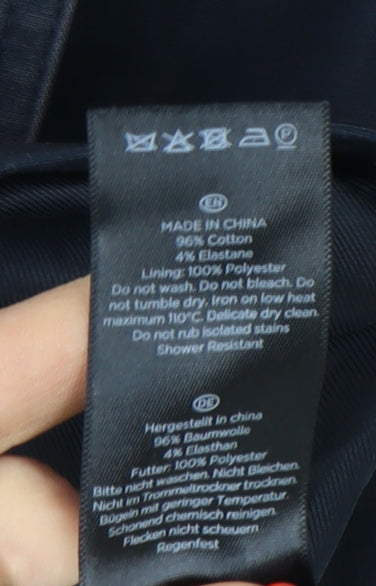 P
EN
MADE IN CHINA
96% Cotton
4% Elastane
Lining: 100% Polyester
Do not wash. Do not bleach. Do
not tumble dry. Iron on low heat
maximum 110°C. Delicate dry clean.
Do not rub isolated stains
Shower Resistant
DE
Hergestellt in china
96% Baumwolle
4% Elasthan
Futter: 100% Polyester
Bitte nicht waschen. Nicht Bleichen.
Nicht im Trommeltrockner trocknen.
Bügeln mit geringer Temperatur.
Schonend chemisch reinigen.
Flecken nicht scheuern
Regenfest